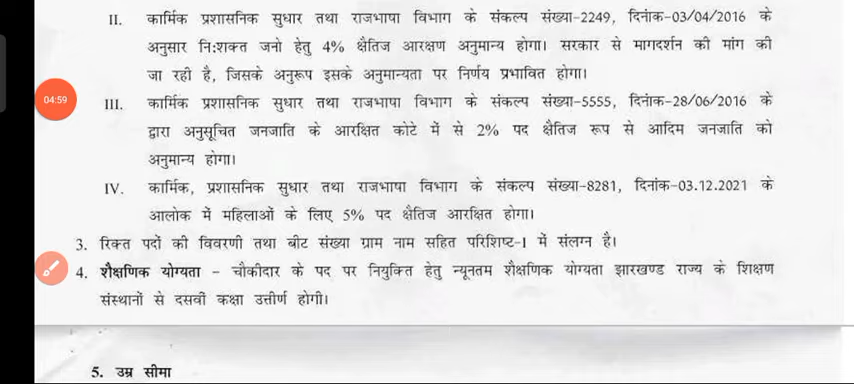 II. कार्मिक प्रशासनिक सुधार तथा राजभाषा विभाग के संकल्प संख्या-2249, दिनांक-03/04/2016 के
अनुसार नि:शक्त जनो हेतु 4% क्षैतिज आरक्षण अनुमान्य होगा। सरकार से मागदर्शन की मांग की
जा रही है, जिसके अनुरूप इसके अनुमान्यता पर निर्णय प्रभावित होगा।
04:59
III. कार्मिक प्रशासनिक सुधार तथा राजभाषा विभाग के संकल्प संख्या-5555, दिनांक-28/06/2016 के
द्वारा अनुसूचित जनजाति के आरक्षित कोटे में से 2% पद क्षैतिज रूप से आदिम जनजाति को
अनुमान्य होगा।
IV. कार्मिक, प्रशासनिक सुधार तथा राजभाषा विभाग के संकल्प संख्या-8281, दिनांक-03.12.2021 के
आलोक में महिलाओं के लिए 5% पद क्षैतिज आरक्षित होगा।
3. रिक्त पदों की विवरणी तथा बीट संख्या ग्राम नाम सहित परिशिष्ट-I में संलग्न है।
4. शैक्षणिक योग्यता - चौकीदार के पद पर नियुक्ति हेतु न्यूनतम शैक्षणिक योग्यता झारखण्ड राज्य के शिक्षण
संस्थानों से दसवीं कक्षा उत्तीर्ण होगी।
5. उम्र सीमा